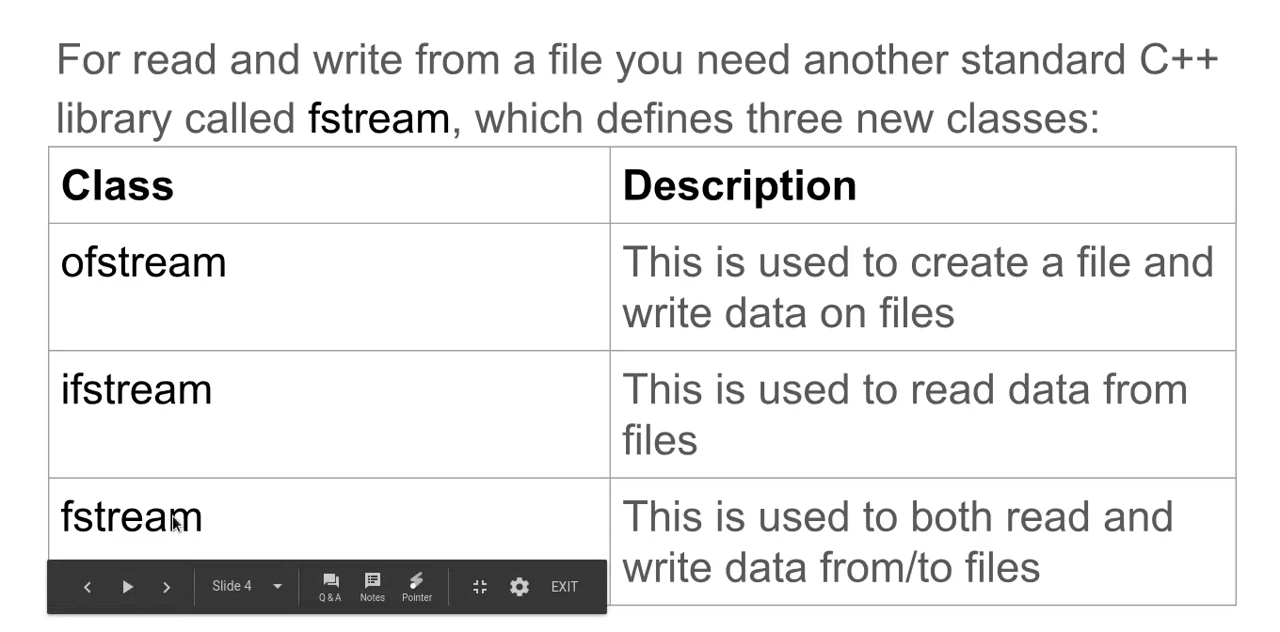 For read and write from a file you need another standard C++
library called fstream, which defines three new classes:
Class Description
ofstream This is used to create a file and
write data on files
ifstream This is used to read data from
files
fstream This is used to both read and
write data from/to files
Slide 4 Q & A Notes Pointer EXIT